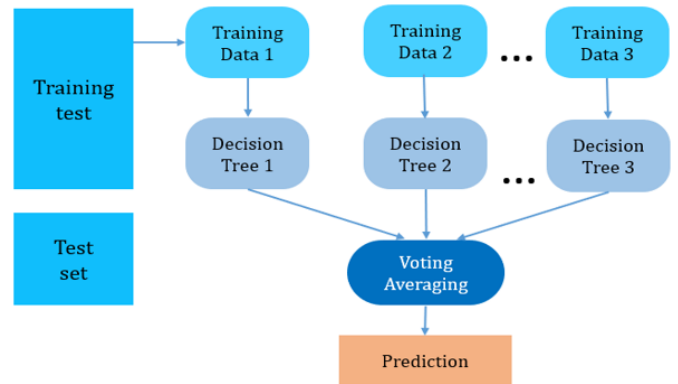 Training
test
Training
Data 1
Training
Data 2
...
Training
Data 3
Decision
Tree 1
Decision
Tree 2
...
Decision
Tree 3
Test
set
Voting
Averaging
Prediction